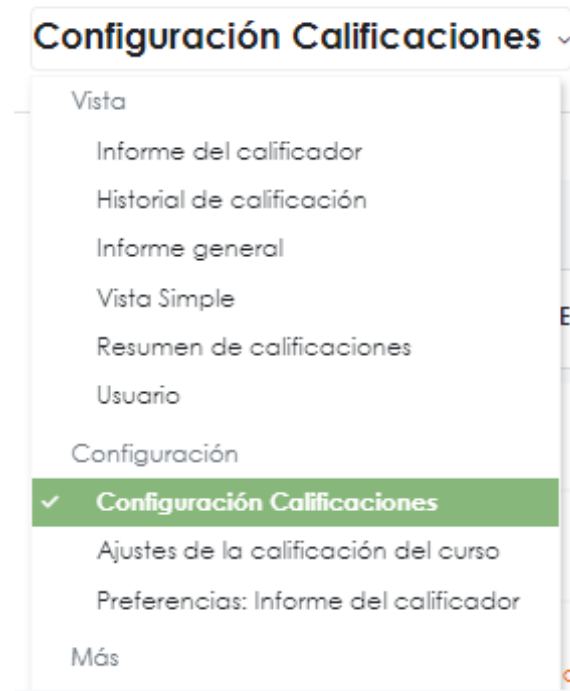 Configuración Calificaciones
Vista
Informe del calificador
Historial de calificación
Informe general
Vista Simple
Resumen de calificaciones
Usuario
Configuración
Configuración Calificaciones
Ajustes de la calificación del curso
Preferencias: Informe del calificador
Más